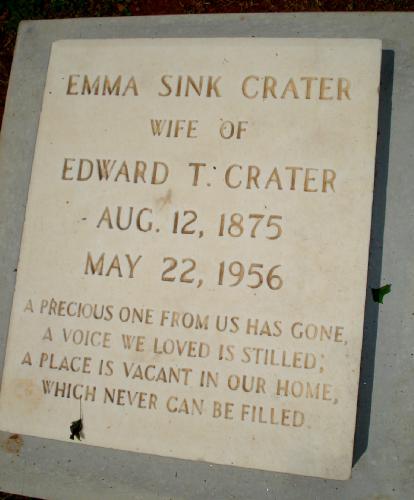 EMMA SINK CRATER
WIFE OF
EDWARD T. CRATER
AUG. 12, 1875
MAY 22, 1956
A PRECIOUS ONE FROM US HAS GONE,
A VOICE WE LOVED IS STILLED;
A PLACE IS VACANT IN OUR HOME,
WHICH NEVER CAN BE FILLED.